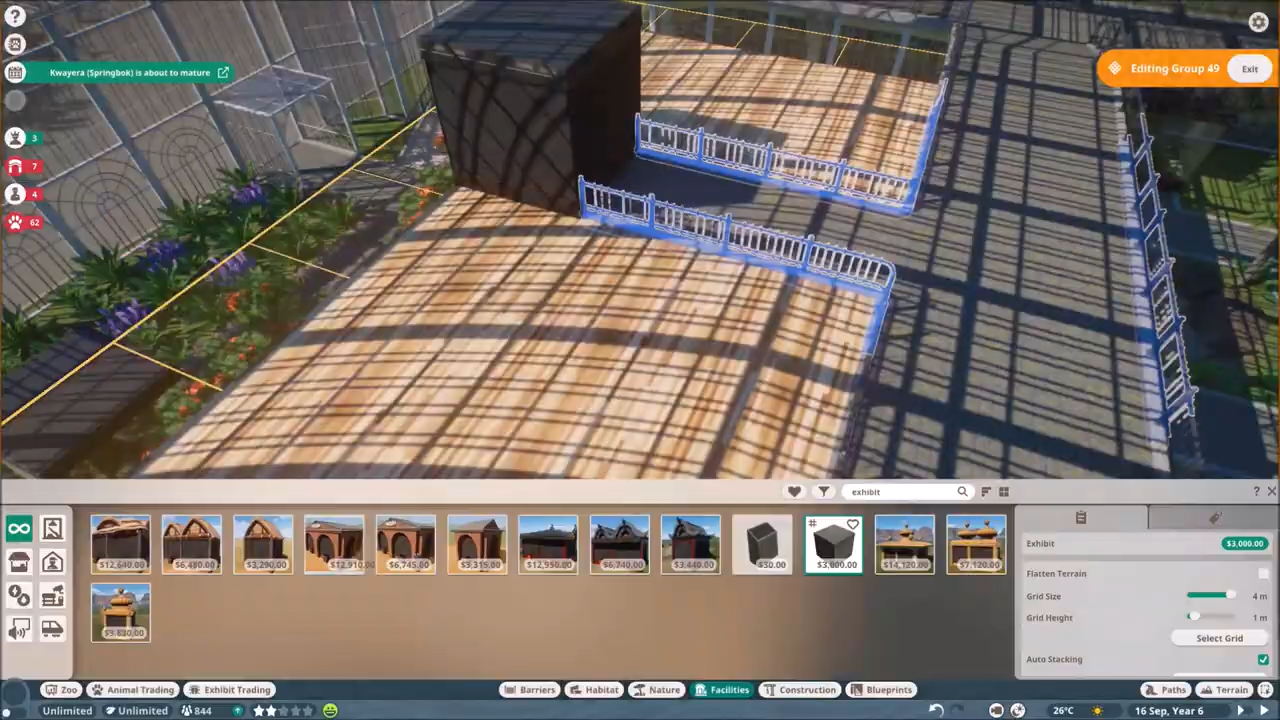 ?
Kwayera (Springbok) is about to mature
Editing Group 49
Exit
3
7
4
62
exhibit
?
$12,640.00
$6,480.00
$3,290.00
$12,910.00
$6,745.00
$3,315.00
$12,950.00
$6,740.00
$3,440.00
$50.00
$3,000.00
$14,120.00
$7,120.00
$3,630.00
Exhibit
$3,000.00
Flatten Terrain
Grid Size
4 m
Grid Height
1 m
Select Grid
Auto Stacking
Zoo
Animal Trading
Exhibit Trading
Barriers
Habitat
Nature
Facilities
Construction
Blueprints
Paths
Terrain
Unlimited
Unlimited
844
26°C
16 Sep, Year 6